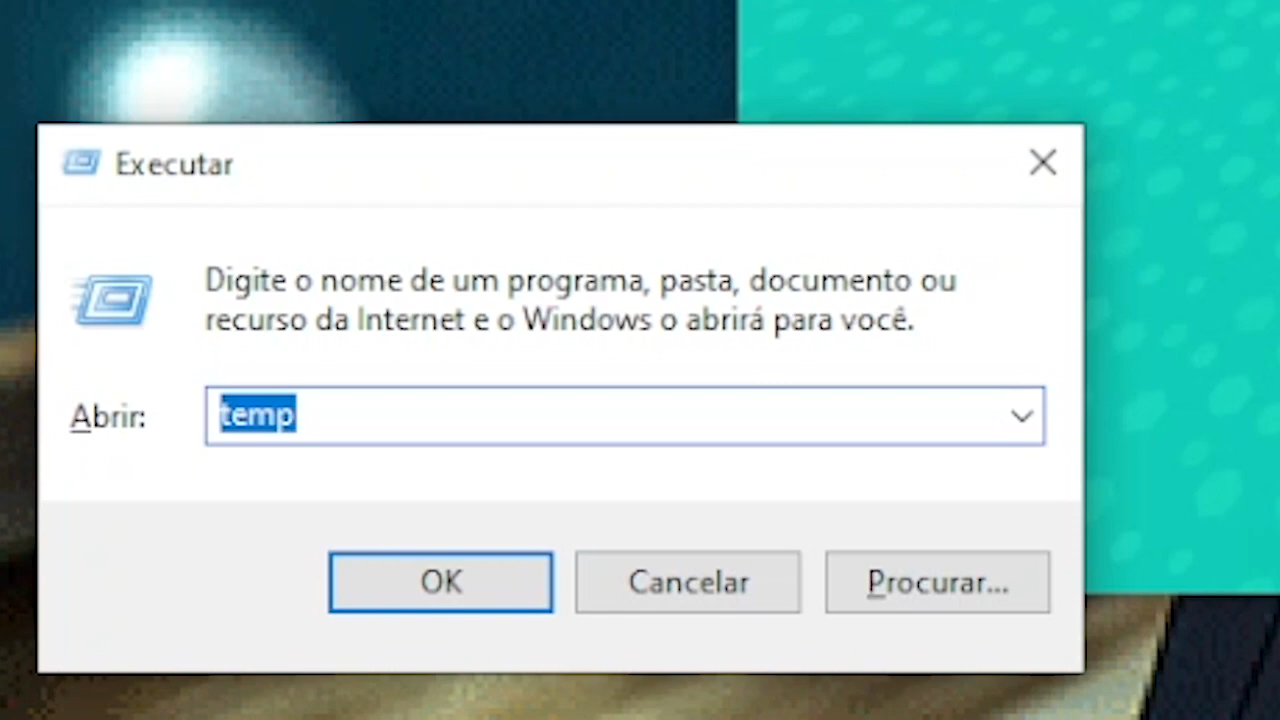 Executar
Digite o nome de um programa, pasta, documento ou
recurso da Internet e o Windows o abrirá para você.
Abrir:
temp
OK
Cancelar
Procurar...